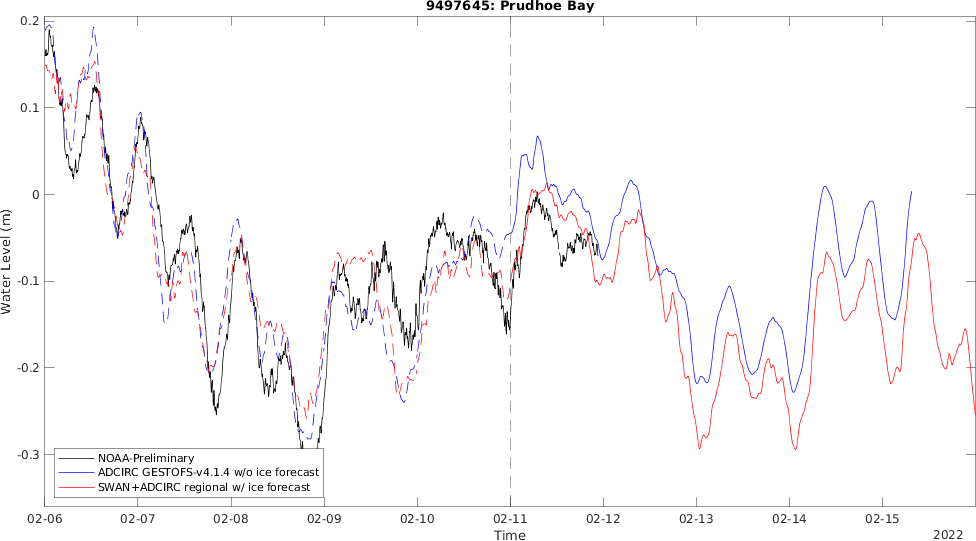 9497645: Prudhoe Bay
0.2
0.1
0
-0.1
-0.2
-0.3
Water Level (m)
NOAA-Preliminary
ADCIRC GESTOFS-v4.1.4 w/o ice forecast
SWAN+ADCIRC regional w/ ice forecast
02-06 02-07 02-08 02-09 02-10 02-11 02-12 02-13 02-14 02-15
Time
2022